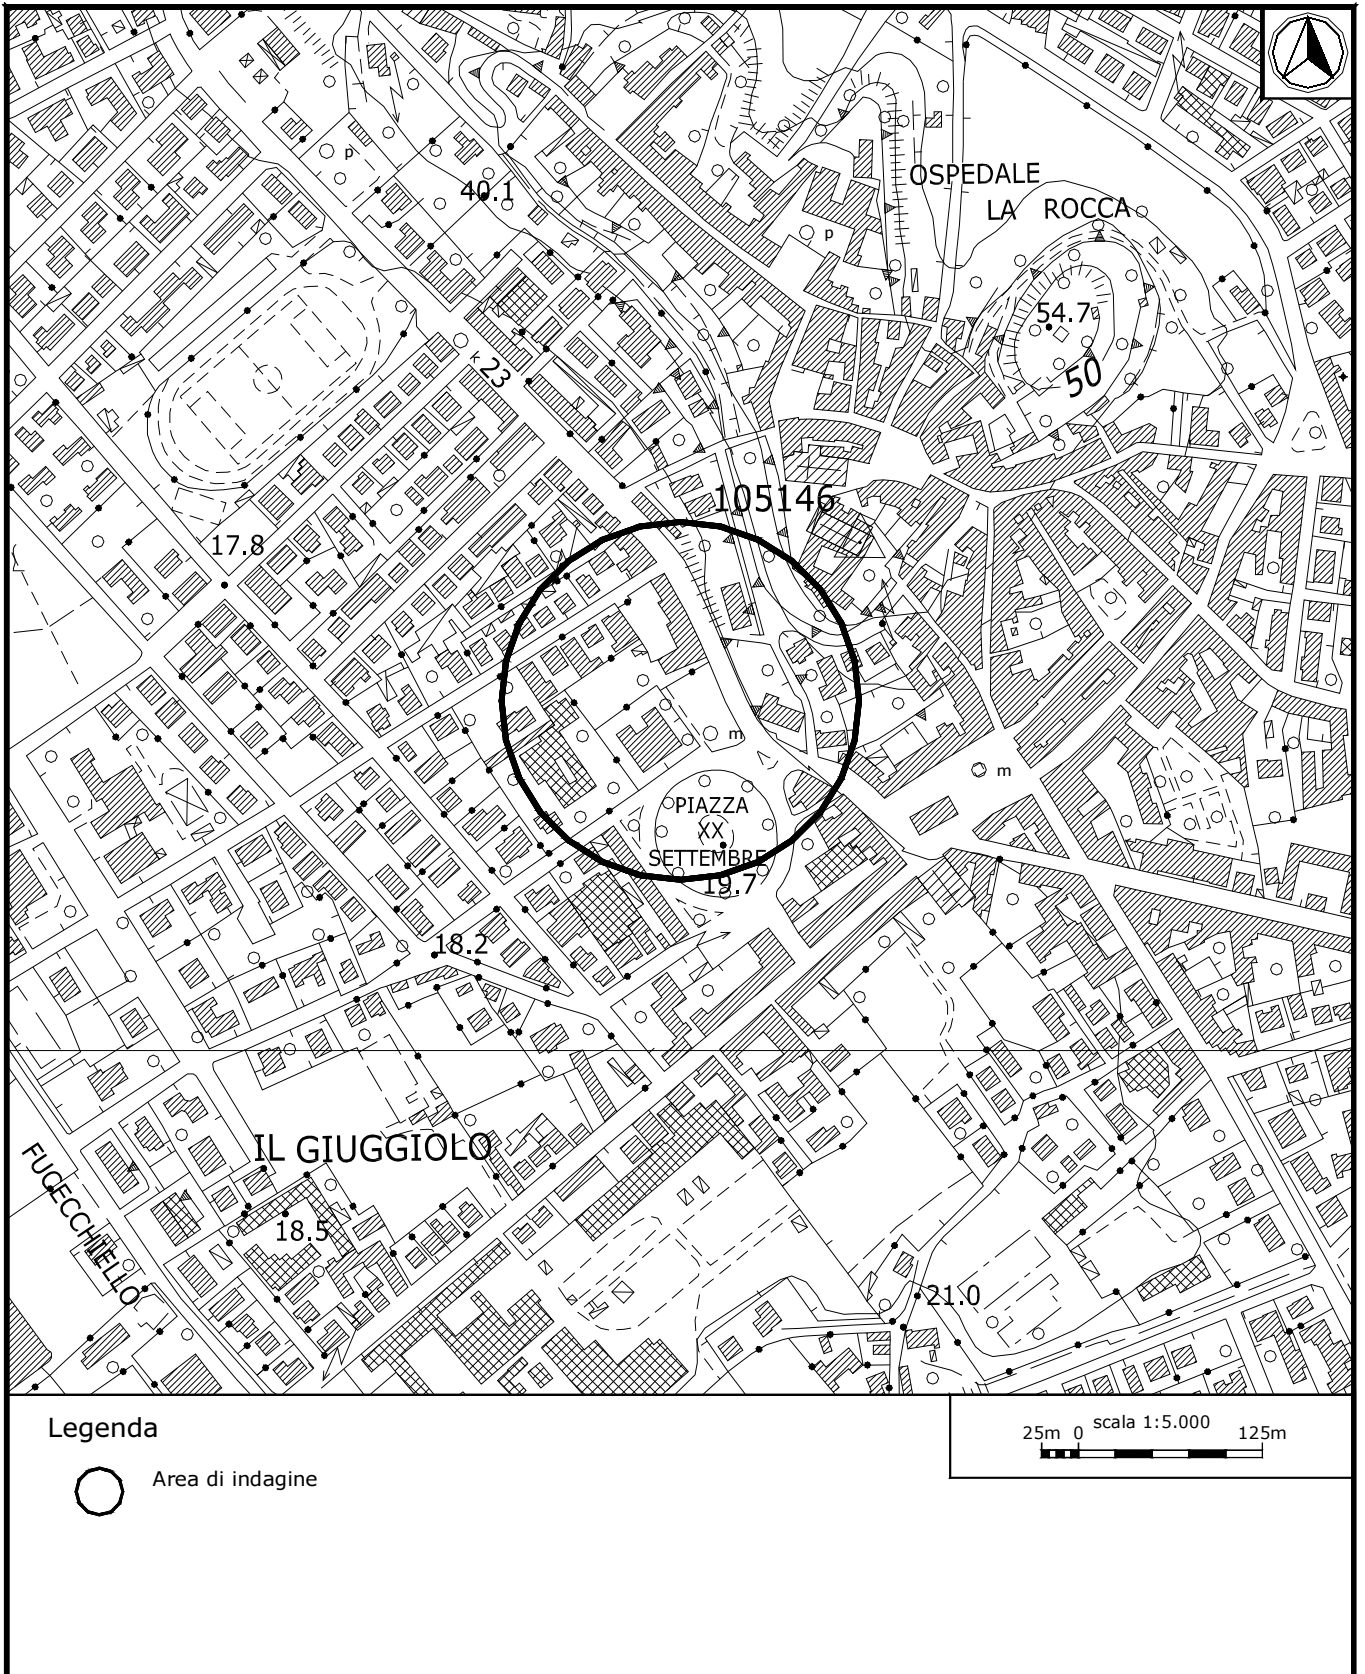 p
40.1
OSPEDALE
LA ROCCA
p
54.7
50
K 23
105146
17.8
m
m
PIAZZA
XX
SETTEMBRE
19.7
18.2
IL GIUGGIOLO
FUCECCHIELLO
18.5
21.0
Legenda
Area di indagine
scala 1:5.000
25m 0 125m